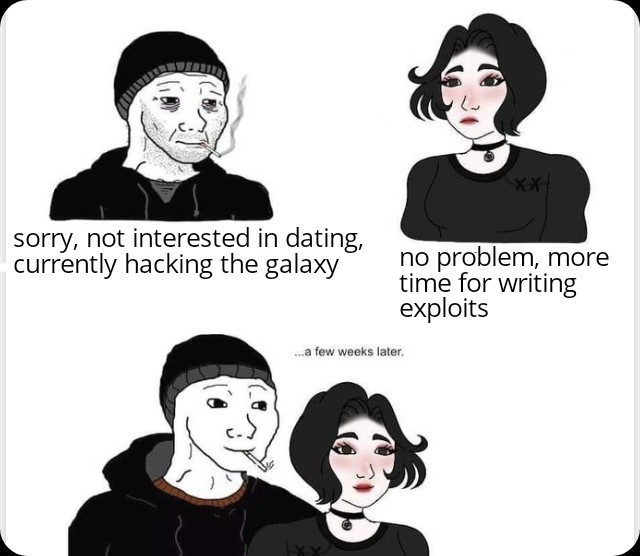 sorry, not interested in dating,
currently hacking the galaxy
no problem, more
time for writing
exploits
...a few weeks later.